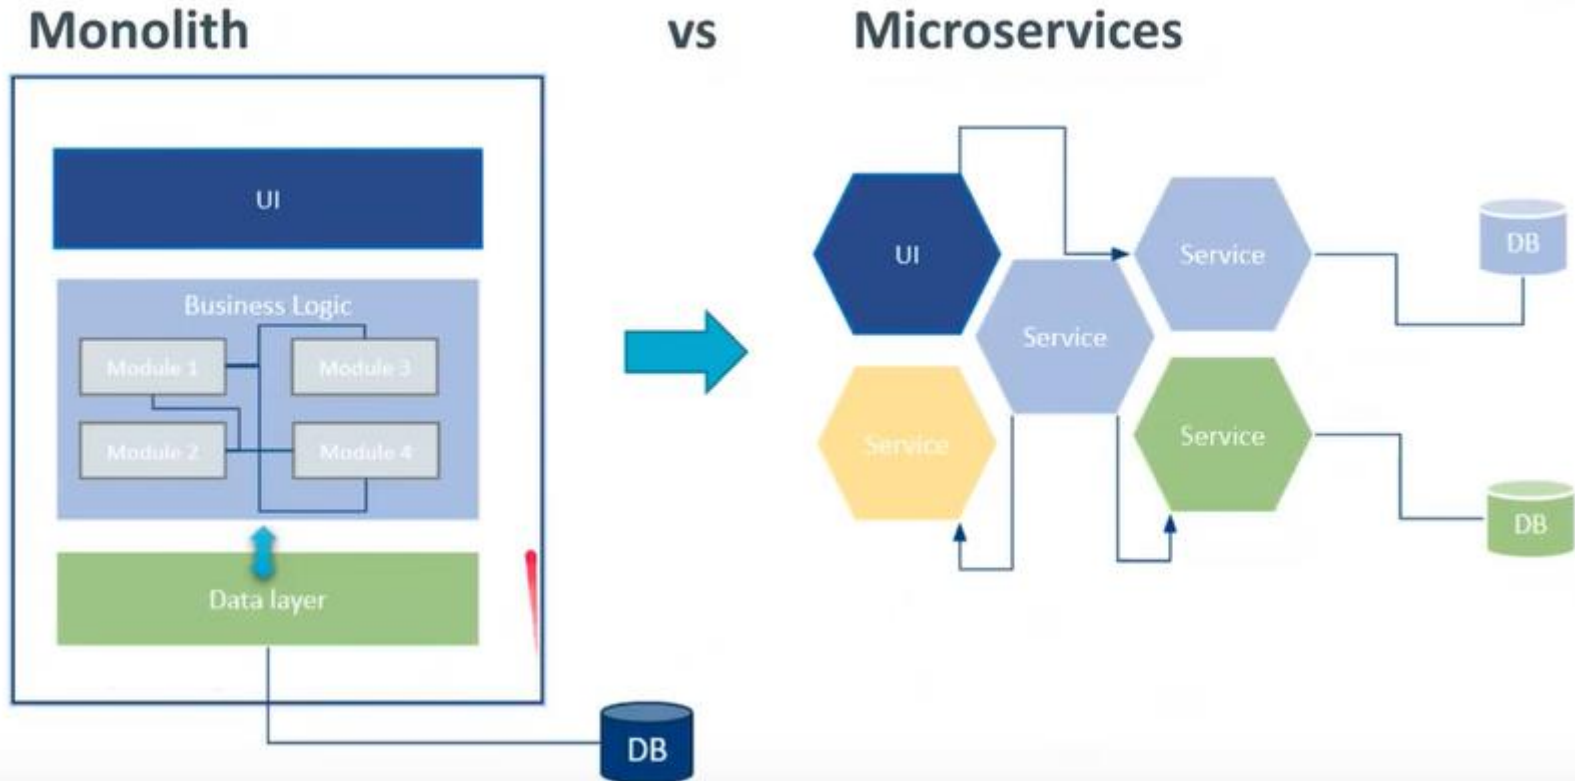 Monolith vs Microservices
UI
Business Logic
Module 1
Module 3
Module 2
Module 4
Data layer
DB
UI
Service
DB
Service
Service
Service
DB